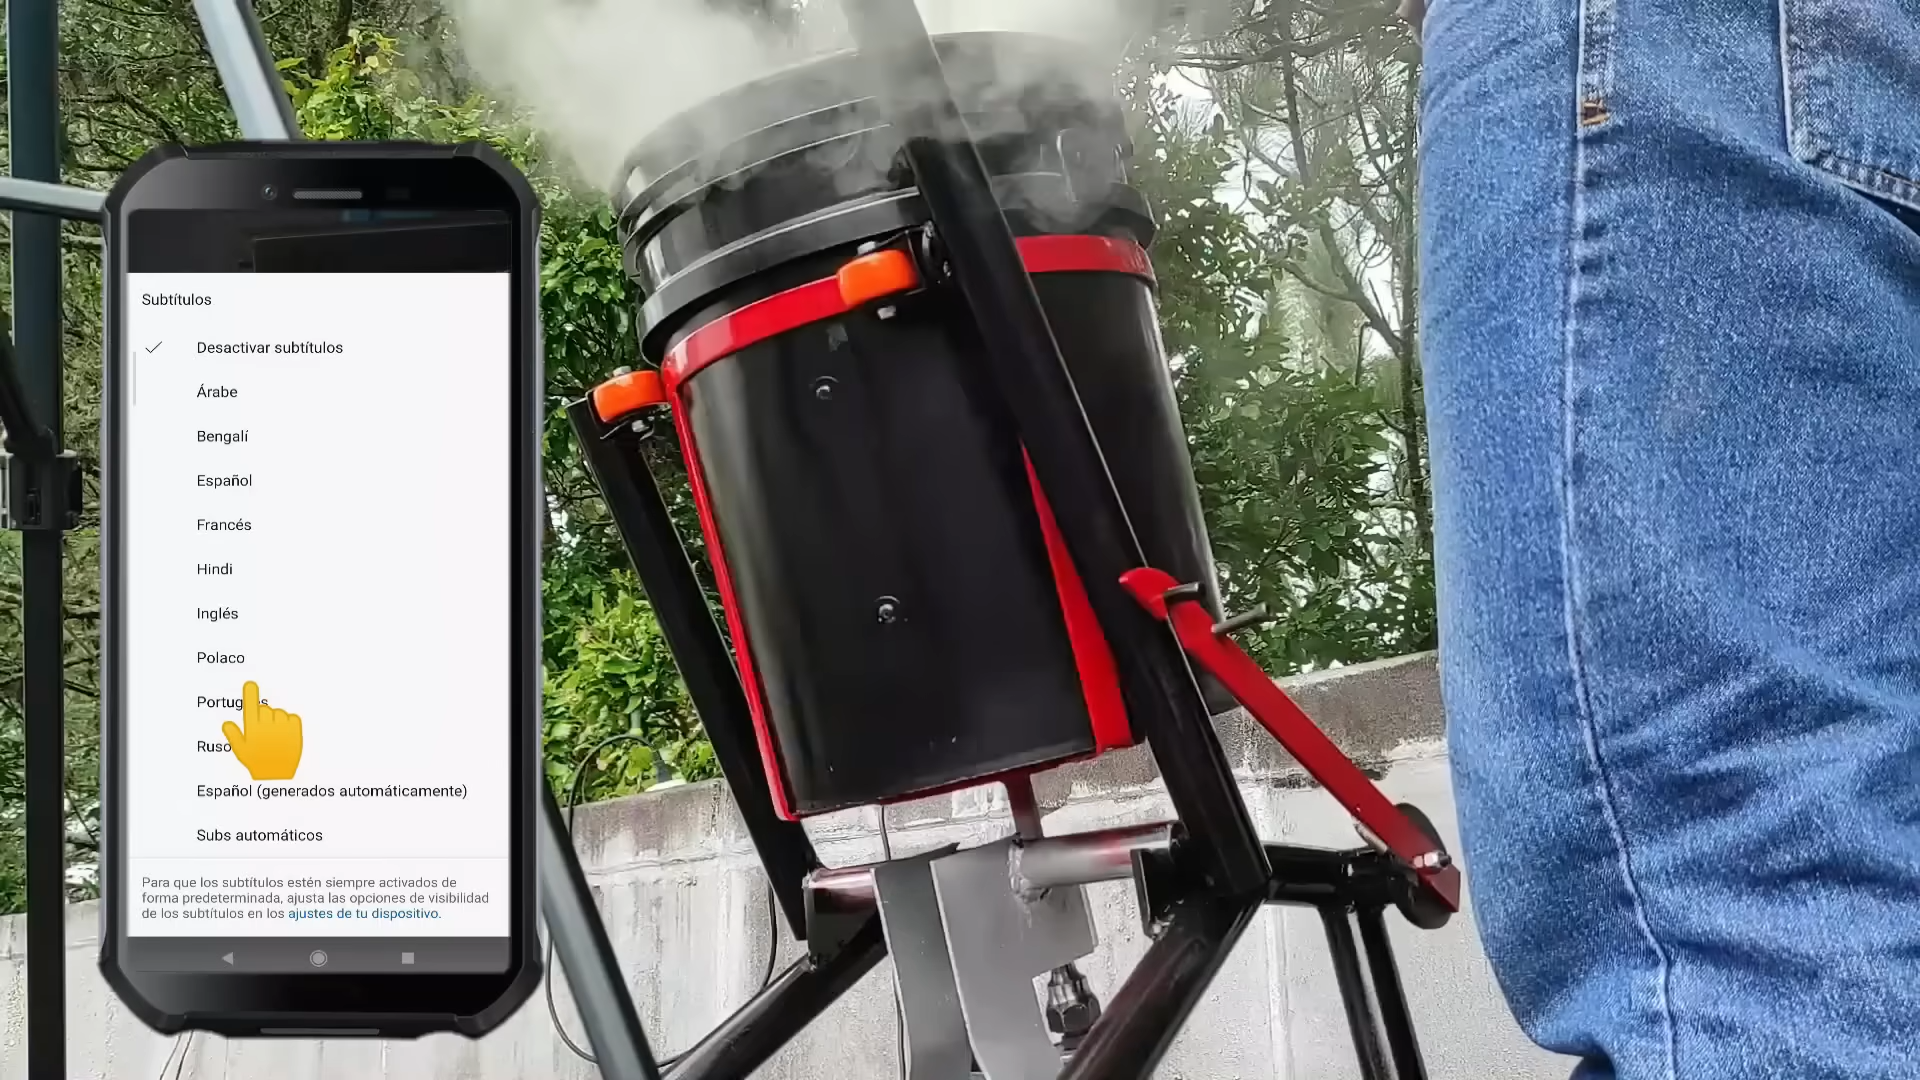 Subtítulos
Desactivar subtítulos
Árabe
Bengalí
Español
Francés
Hindi
Inglés
Polaco
Portugués
Ruso
Español (generados automáticamente)
Subs automáticos
Para que los subtítulos estén siempre activados de
forma predeterminada, ajusta las opciones de visibilidad
de los subtítulos en los ajustes de tu dispositivo.